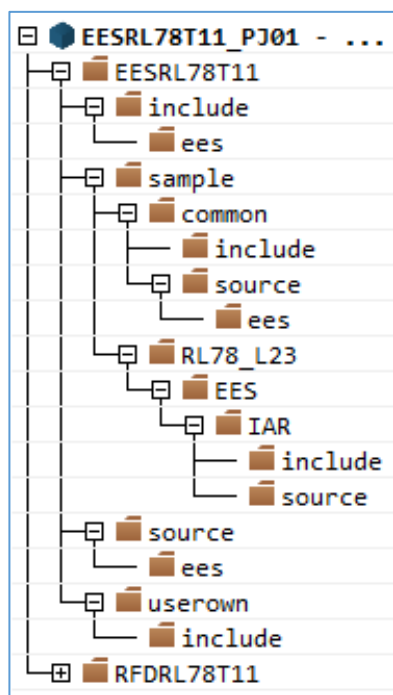 EESRL78T11_PJ01 - ...
EESRL78T11
include
ees
sample
common
include
source
ees
RL78_L23
EES
IAR
include
source
source
ees
userown
include
RFDRL78T11